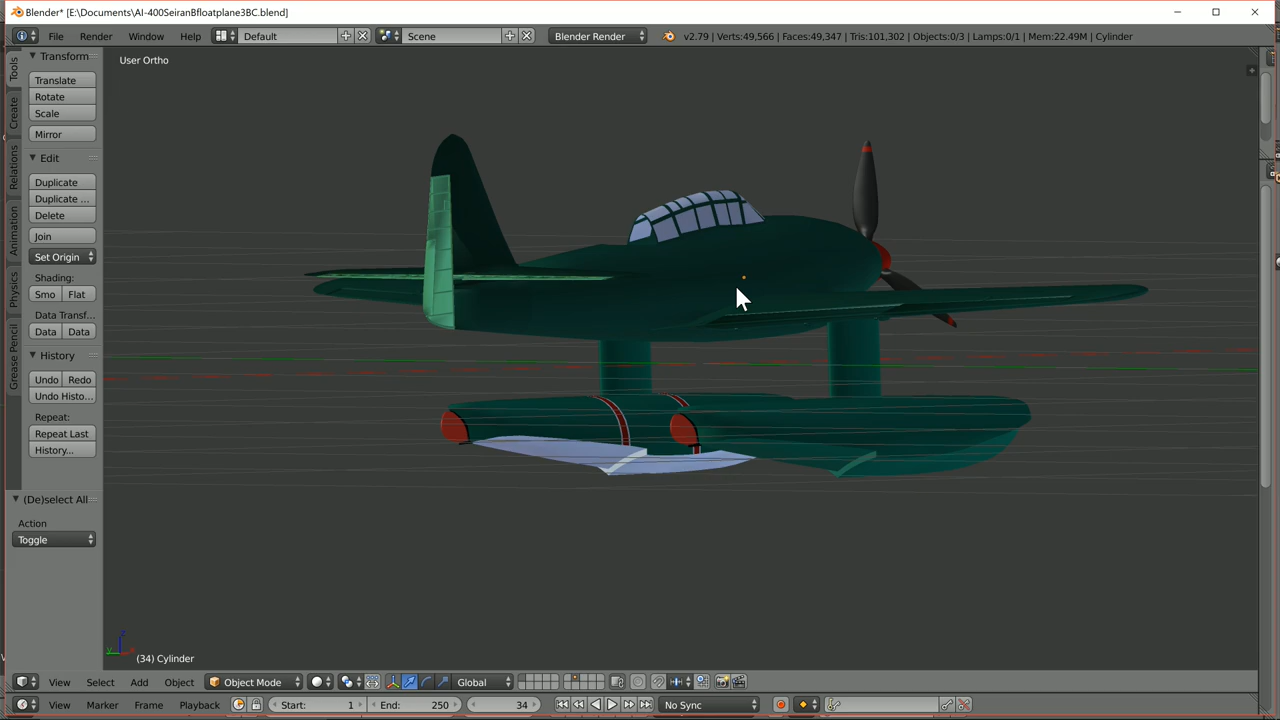 Blender* [E:\Documents\AI-400SeiranBfloatplane3BC.blend]
File Render Window Help Default Scene Blender Render v2.79 | Verts:49,566 | Faces:49,347 | Tris:101,302 | Objects:0/3 | Lamps:0/1 | Mem:22.49M | Cylinder
Tools
Create
Relations
Animation
Physics
Grease Pencil
Transform
Translate
Rotate
Scale
Mirror
Edit
Duplicate
Duplicate ...
Delete
Join
Set Origin
Shading:
Smo Flat
Data Transf...
Data Data
History
Undo Redo
Undo Histo...
Repeat:
Repeat Last
History...
(De)select All
Action
Toggle
User Ortho
z
y
(34) Cylinder
View Select Add Object Object Mode Global
View Marker Frame Playback Start: 1 End: 250 34 No Sync